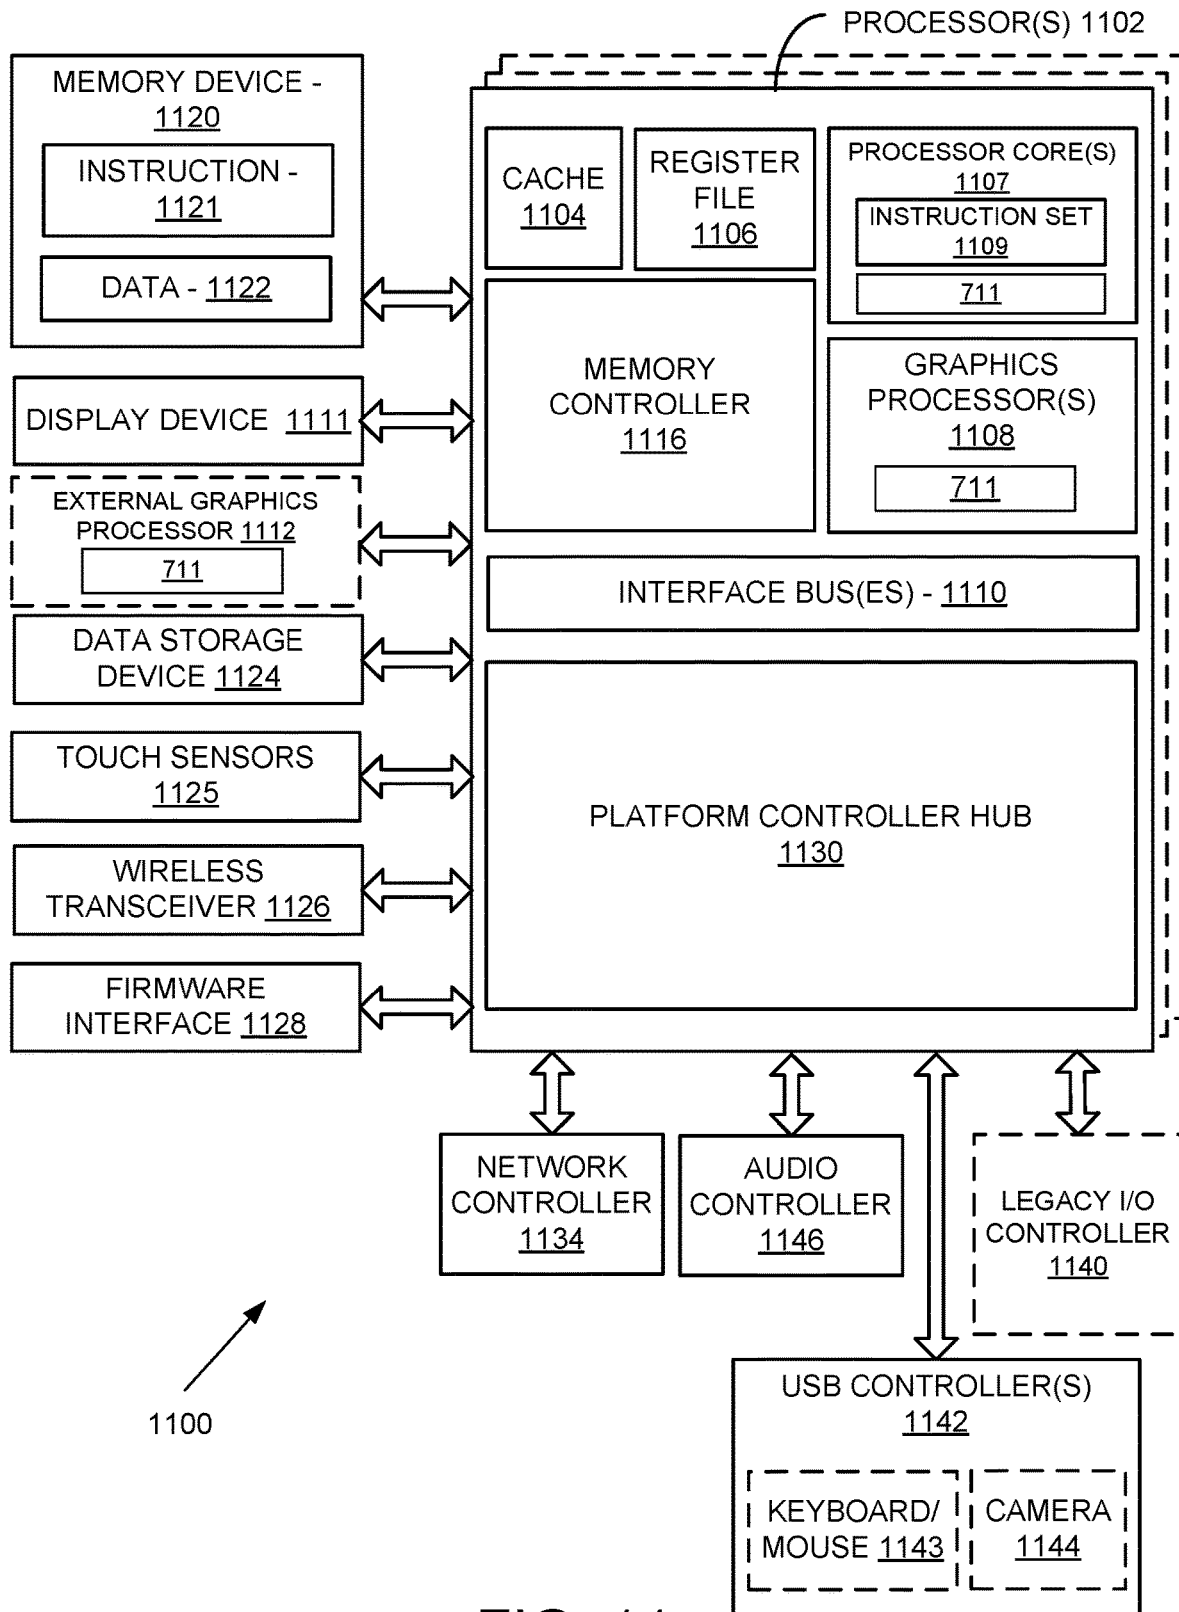 PROCESSOR(S) 1102
MEMORY DEVICE -
1120
INSTRUCTION -
1121
DATA - 1122
DISPLAY DEVICE 1111
EXTERNAL GRAPHICS
PROCESSOR 1112
711
DATA STORAGE
DEVICE 1124
TOUCH SENSORS
1125
WIRELESS
TRANSCEIVER 1126
FIRMWARE
INTERFACE 1128
CACHE
1104
REGISTER
FILE
1106
PROCESSOR CORE(S)
1107
INSTRUCTION SET
1109
711
MEMORY
CONTROLLER
1116
GRAPHICS
PROCESSOR(S)
1108
711
INTERFACE BUS(ES) - 1110
PLATFORM CONTROLLER HUB
1130
NETWORK
CONTROLLER
1134
AUDIO
CONTROLLER
1146
LEGACY I/O
CONTROLLER
1140
1100
USB CONTROLLER(S)
1142
KEYBOARD/
MOUSE 1143
CAMERA
1144